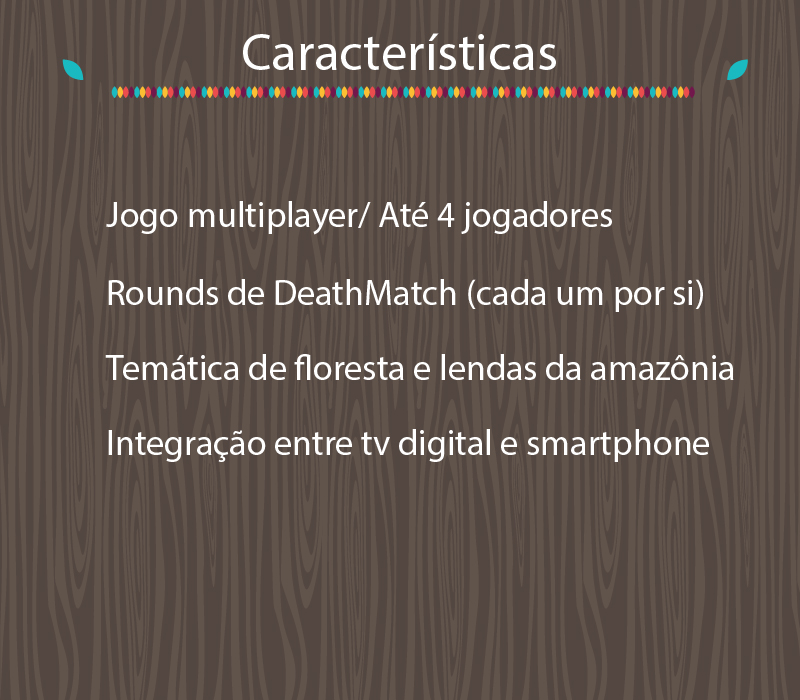 Características
Jogo multiplayer/ Até 4 jogadores
Rounds de DeathMatch (cada um por si)
Temática de floresta e lendas da amazônia
Integração entre tv digital e smartphone